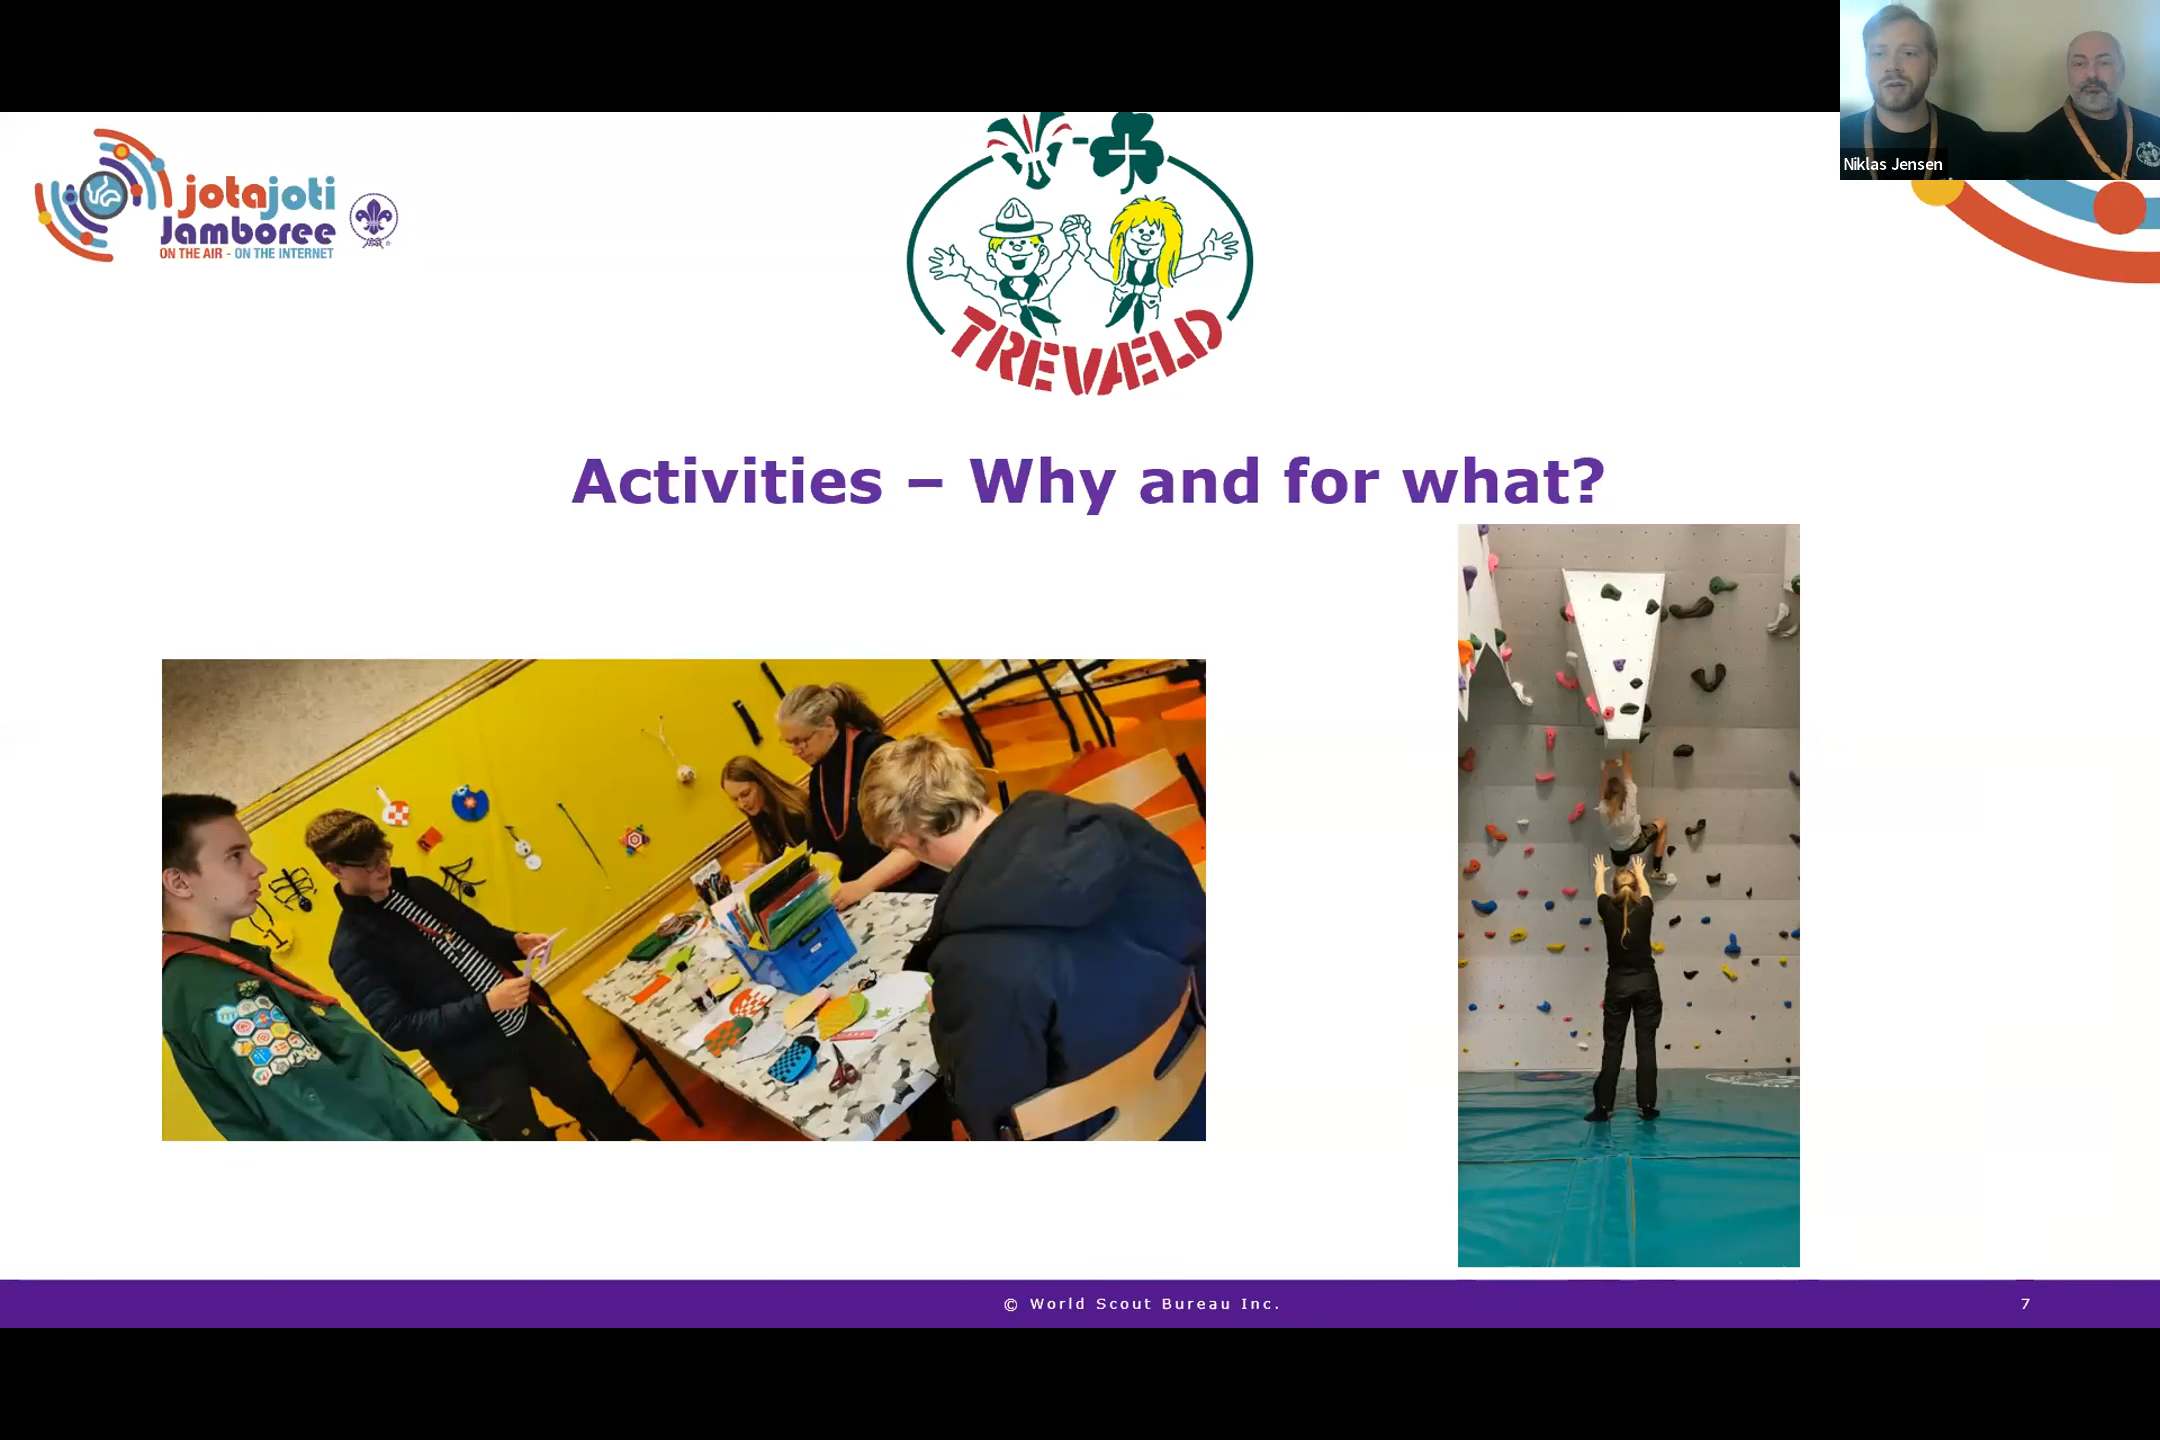 Niklas Jensen
jotajoti
Jamboree
ON THE AIR - ON THE INTERNET
TREVÆLD
Activities – Why and for what?
© World Scout Bureau Inc.
7